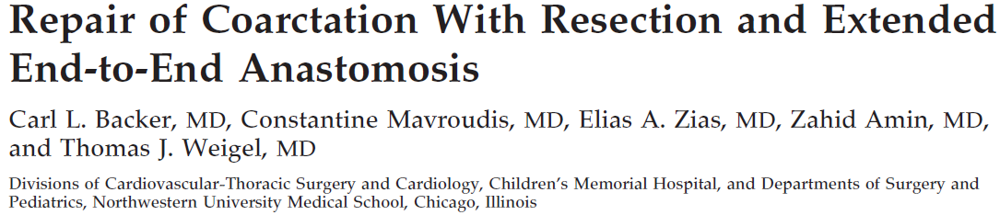 Repair of Coarctation With Resection and Extended
End-to-End Anastomosis
Carl L. Backer, MD, Constantine Mavroudis, MD, Elias A. Zias, MD, Zahid Amin, MD,
and Thomas J. Weigel, MD
Divisions of Cardiovascular-Thoracic Surgery and Cardiology, Children’s Memorial Hospital, and Departments of Surgery and
Pediatrics, Northwestern University Medical School, Chicago, Illinois